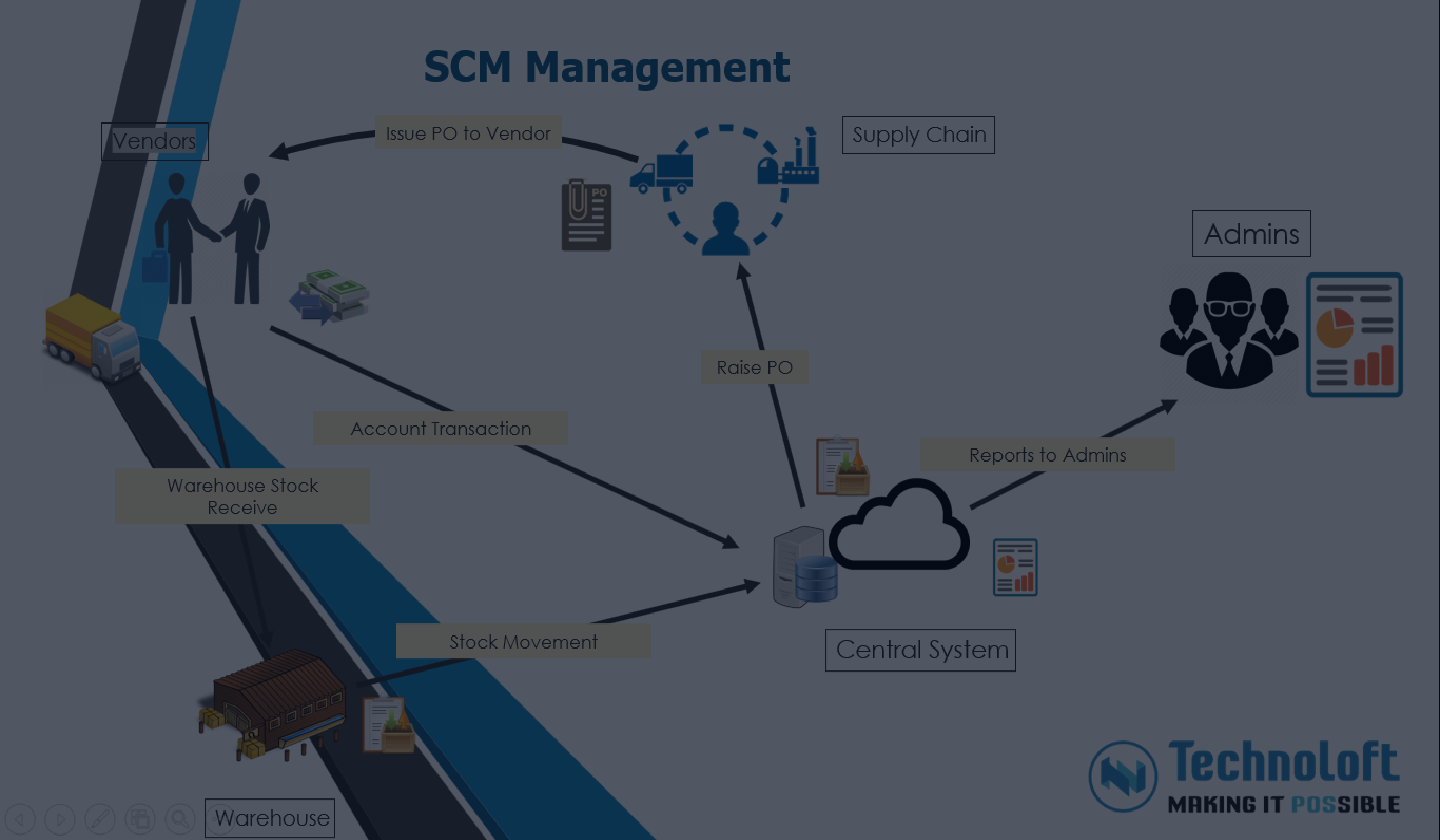 SCM Management
Vendors
Issue PO to Vendor
Supply Chain
PO
Admins
Raise PO
Account Transaction
Reports to Admins
Warehouse Stock
Receive
Stock Movement
Central System
Technoloft
MAKING IT POSSIBLE
Warehouse